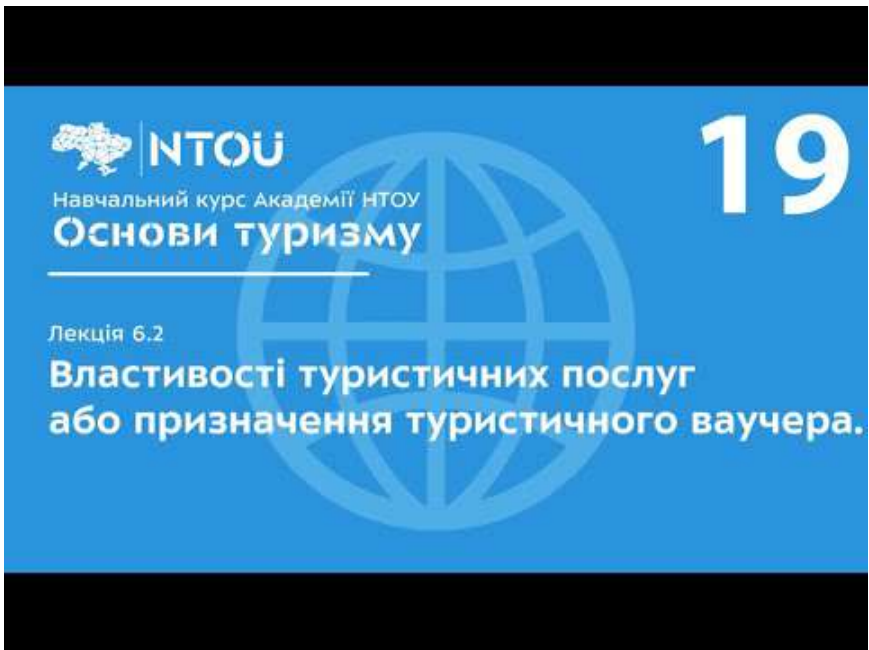 NTOU
19
Навчальний курс Академії НТОУ
Основи туризму
Лекція 6.2
Властивості туристичних послуг
або призначення туристичного ваучера.